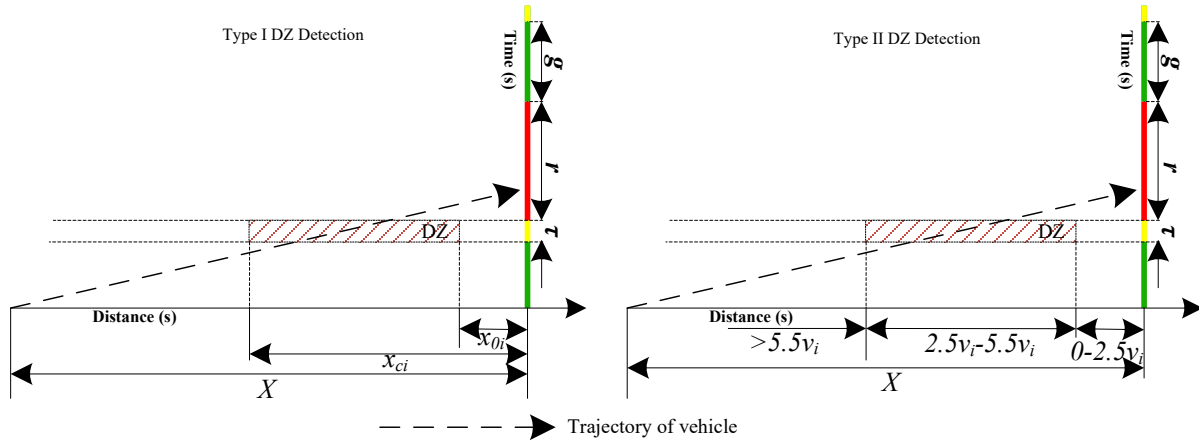 Type I DZ Detection
Time (s)
g
r
τ
DZ
Distance (s)
x0i
xci
X
Type II DZ Detection
Time (s)
g
r
τ
DZ
Distance (s)
>5.5vi
2.5vi-5.5vi
0-2.5vi
X
Trajectory of vehicle